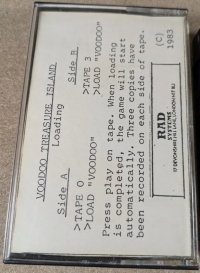 VOODOO TREASURE ISLAND
Loading
Side A
>TAPE O
>LOAD "VOODOO"
Side B
>TAPE 3
>LOAD "VOODOO"
Press play on tape. When loading
is completed, the game will start
automatically. Three copies have
been recorded on each side of tape.
RAD
SYSTEMS
(C)
1983